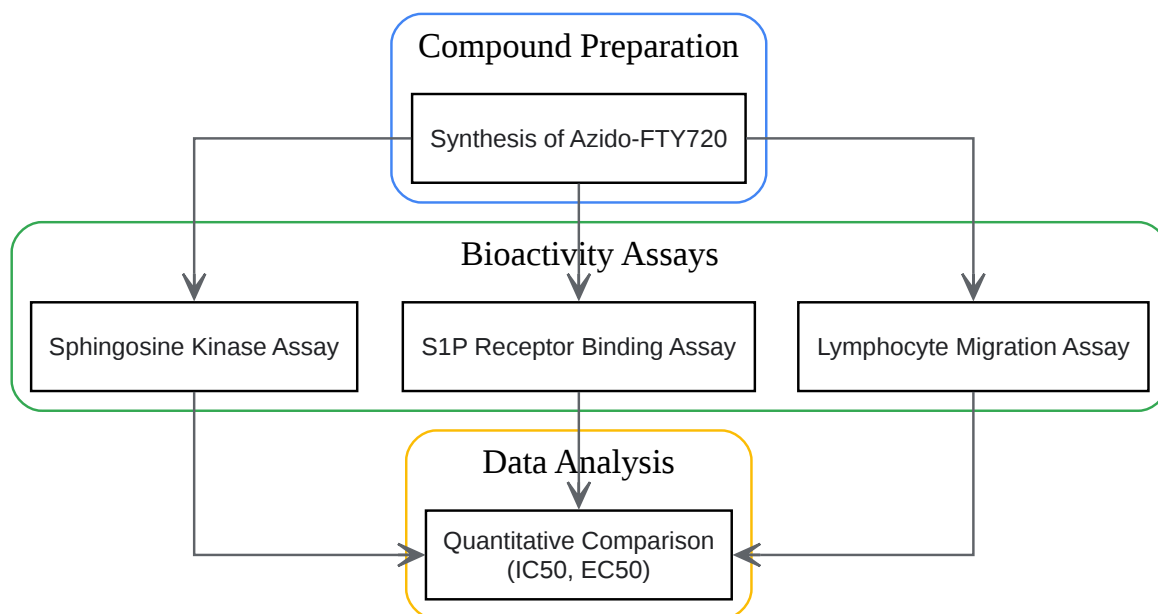 Compound Preparation
Synthesis of Azido-FTY720
Bioactivity Assays
Sphingosine Kinase Assay
S1P Receptor Binding Assay
Lymphocyte Migration Assay
Data Analysis
Quantitative Comparison
(IC50, EC50)